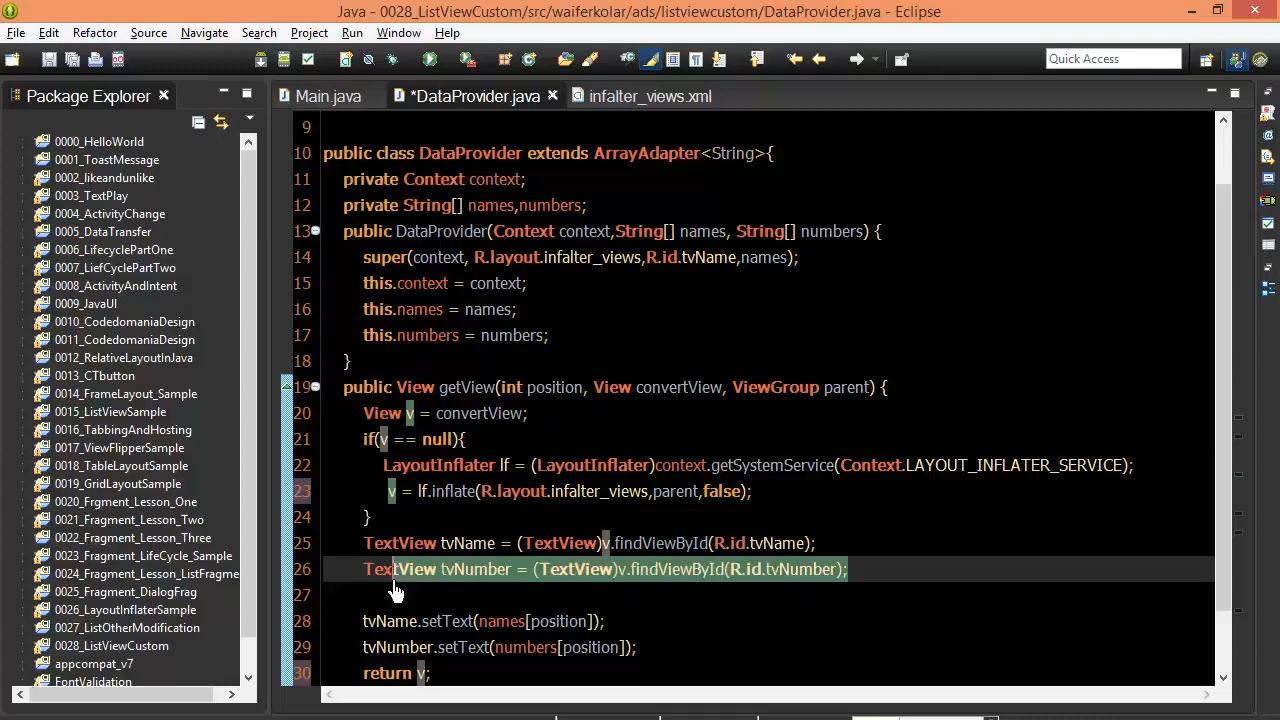 Java - 0028_ListViewCustom/src/waiferkolar/ads/listviewcustom/DataProvider.java - Eclipse
File Edit Refactor Source Navigate Search Project Run Window Help
Quick Access
Package Explorer
Main.java *DataProvider.java infalter_views.xml
0000_HelloWorld
0001_ToastMessage
0002_likeandunlike
0003_TextPlay
0004_ActivityChange
0005_DataTransfer
0006_LifecyclePartOne
0007_LiefCyclePartTwo
0008_ActivityAndIntent
0009_JavaUI
0010_CodedomaniaDesign
0011_CodedomaniaDesign
0012_RelativeLayoutInJava
0013_CTbutton
0014_FrameLayout_Sample
0015_ListViewSample
0016_TabbingAndHosting
0017_ViewFlipperSample
0018_TableLayoutSample
0019_GridLayoutSample
0020_Frgment_Lesson_One
0021_Fragment_Lesson_Two
0022_Fragment_Lesson_Three
0023_Fragment_LifeCycle_Sample
0024_Fragment_Lesson_ListFragme
0025_Fragment_DialogFrag
0026_LayoutInflaterSample
0027_ListOtherModification
0028_ListViewCustom
appcompat_v7
FontValidation
9
10 public class DataProvider extends ArrayAdapter<String>{
11 private Context context;
12 private String[] names,numbers;
13 public DataProvider(Context context,String[] names, String[] numbers) {
14 super(context, R.layout.infalter_views,R.id.tvName,names);
15 this.context = context;
16 this.names = names;
17 this.numbers = numbers;
18 }
19 public View getView(int position, View convertView, ViewGroup parent) {
20 View v = convertView;
21 if(v == null){
22 LayoutInflater lf = (LayoutInflater)context.getSystemService(Context.LAYOUT_INFLATER_SERVICE);
23 v = lf.inflate(R.layout.infalter_views,parent,false);
24 }
25 TextView tvName = (TextView)v.findViewById(R.id.tvName);
26 TextView tvNumber = (TextView)v.findViewById(R.id.tvNumber);
27
28 tvName.setText(names[position]);
29 tvNumber.setText(numbers[position]);
30 return v;